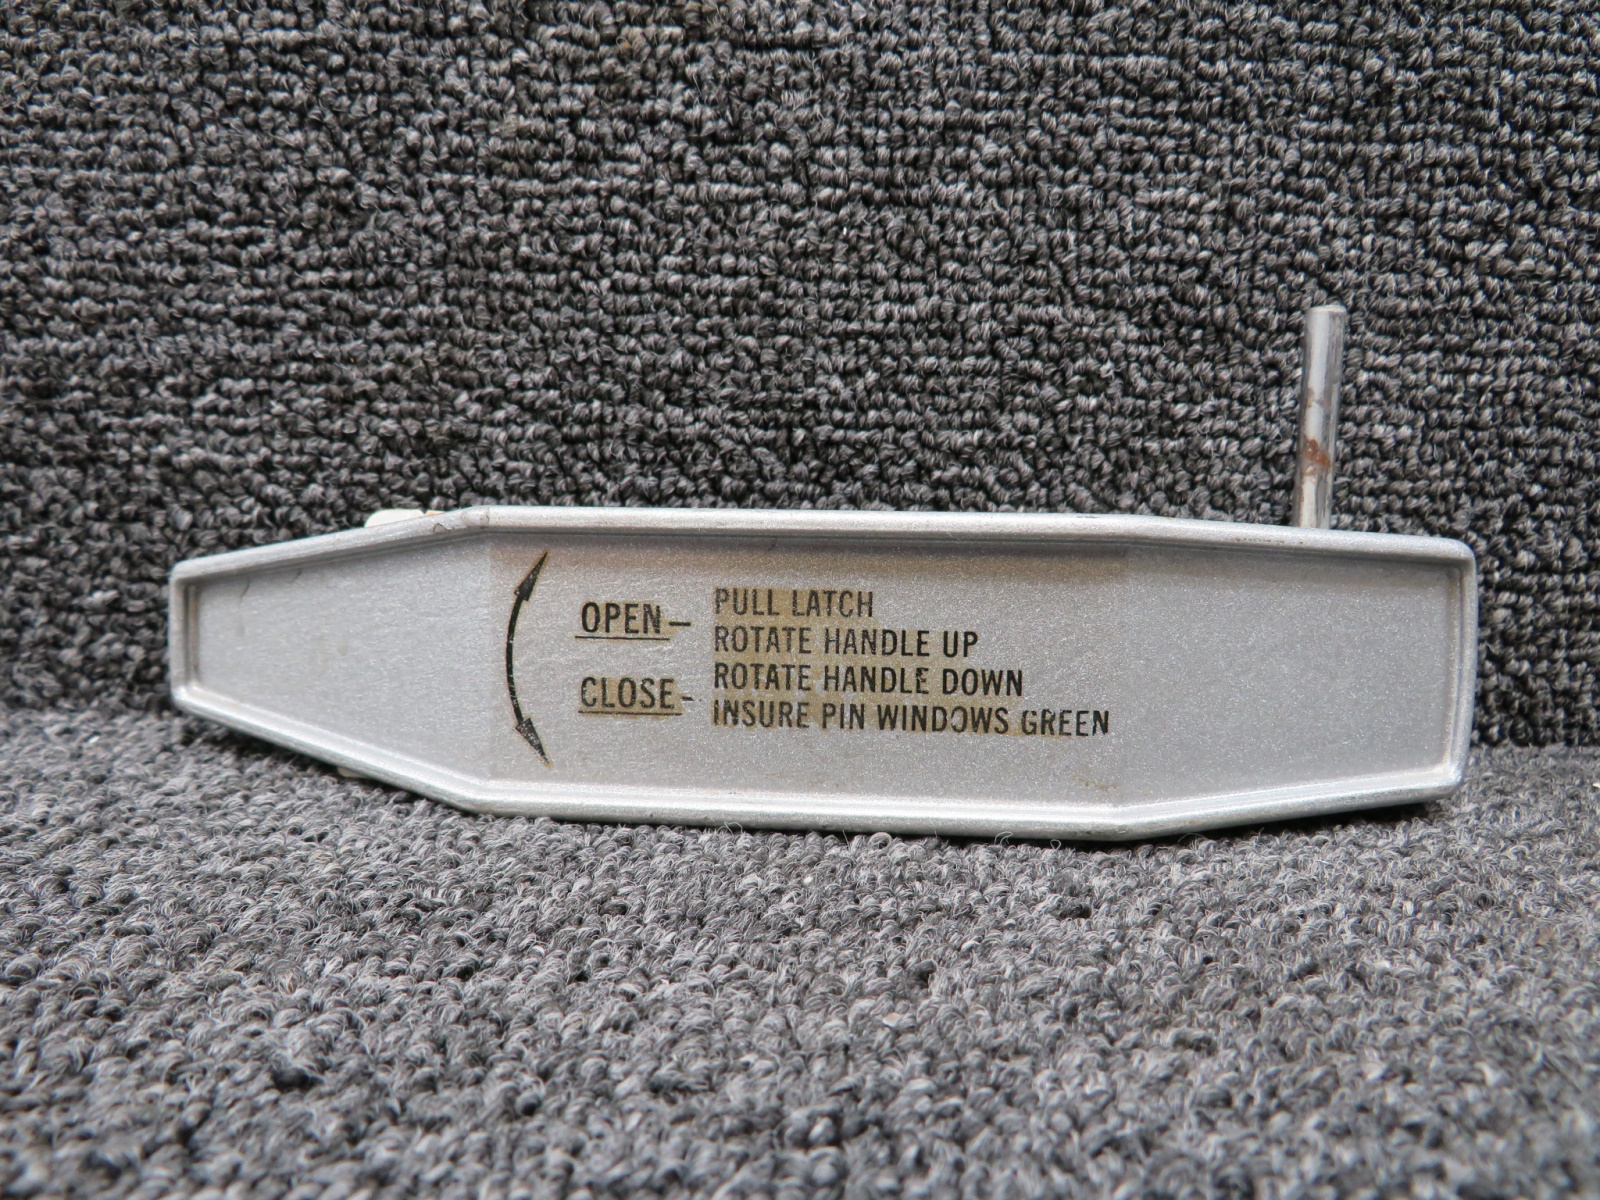 OPEN — PULL LATCH
ROTATE HANDLE UP
CLOSE - ROTATE HANDLE DOWN
INSURE PIN WINDOWS GREEN